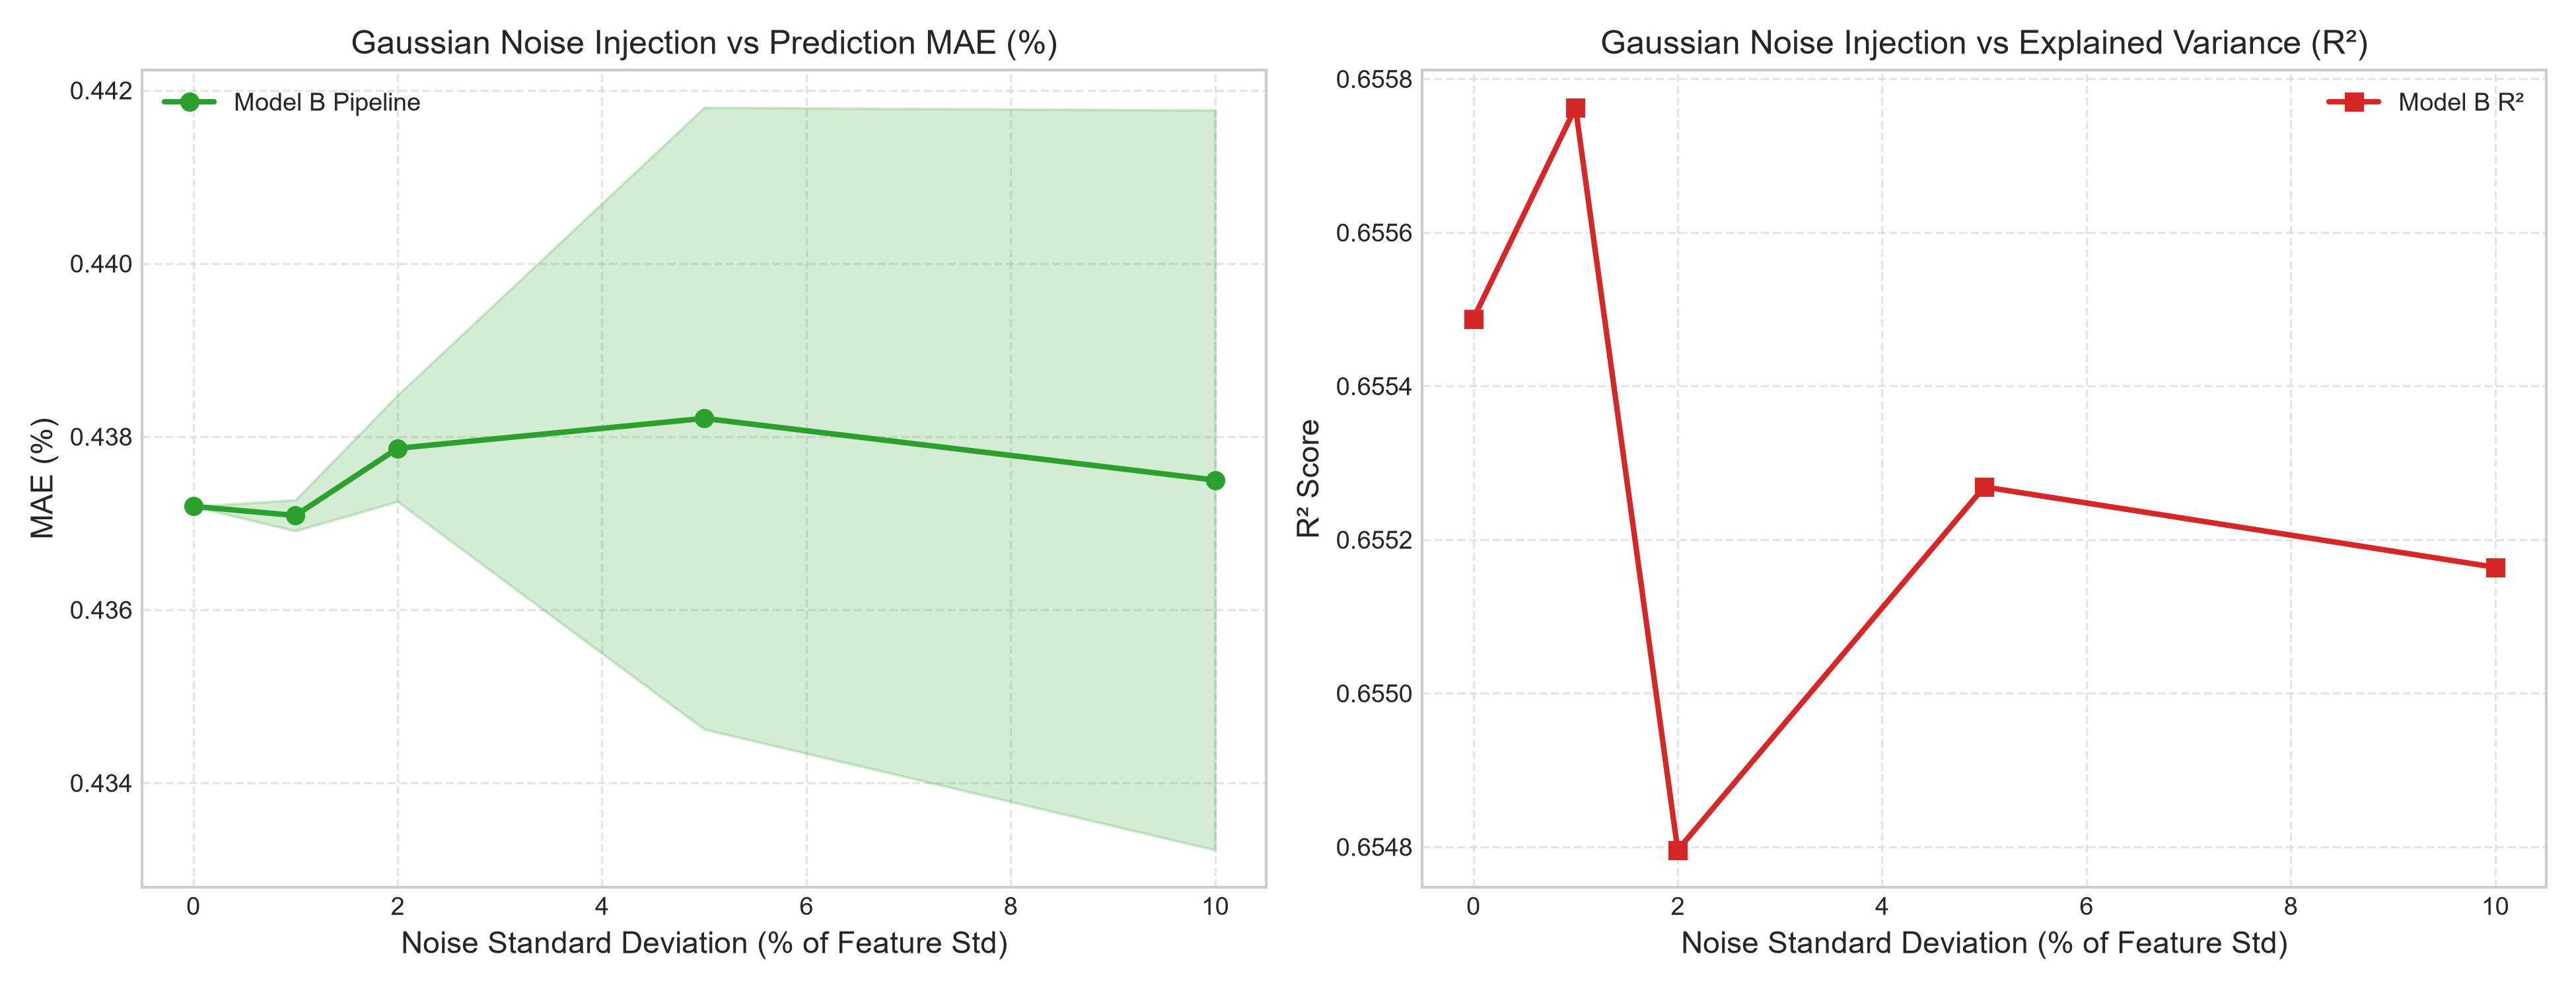 Gaussian Noise Injection vs Prediction MAE (%)
Model B Pipeline
MAE (%)
0.442
0.440
0.438
0.436
0.434
0 2 4 6 8 10
Noise Standard Deviation (% of Feature Std)
Gaussian Noise Injection vs Explained Variance (R²)
Model B R²
R² Score
0.6558
0.6556
0.6554
0.6552
0.6550
0.6548
0 2 4 6 8 10
Noise Standard Deviation (% of Feature Std)